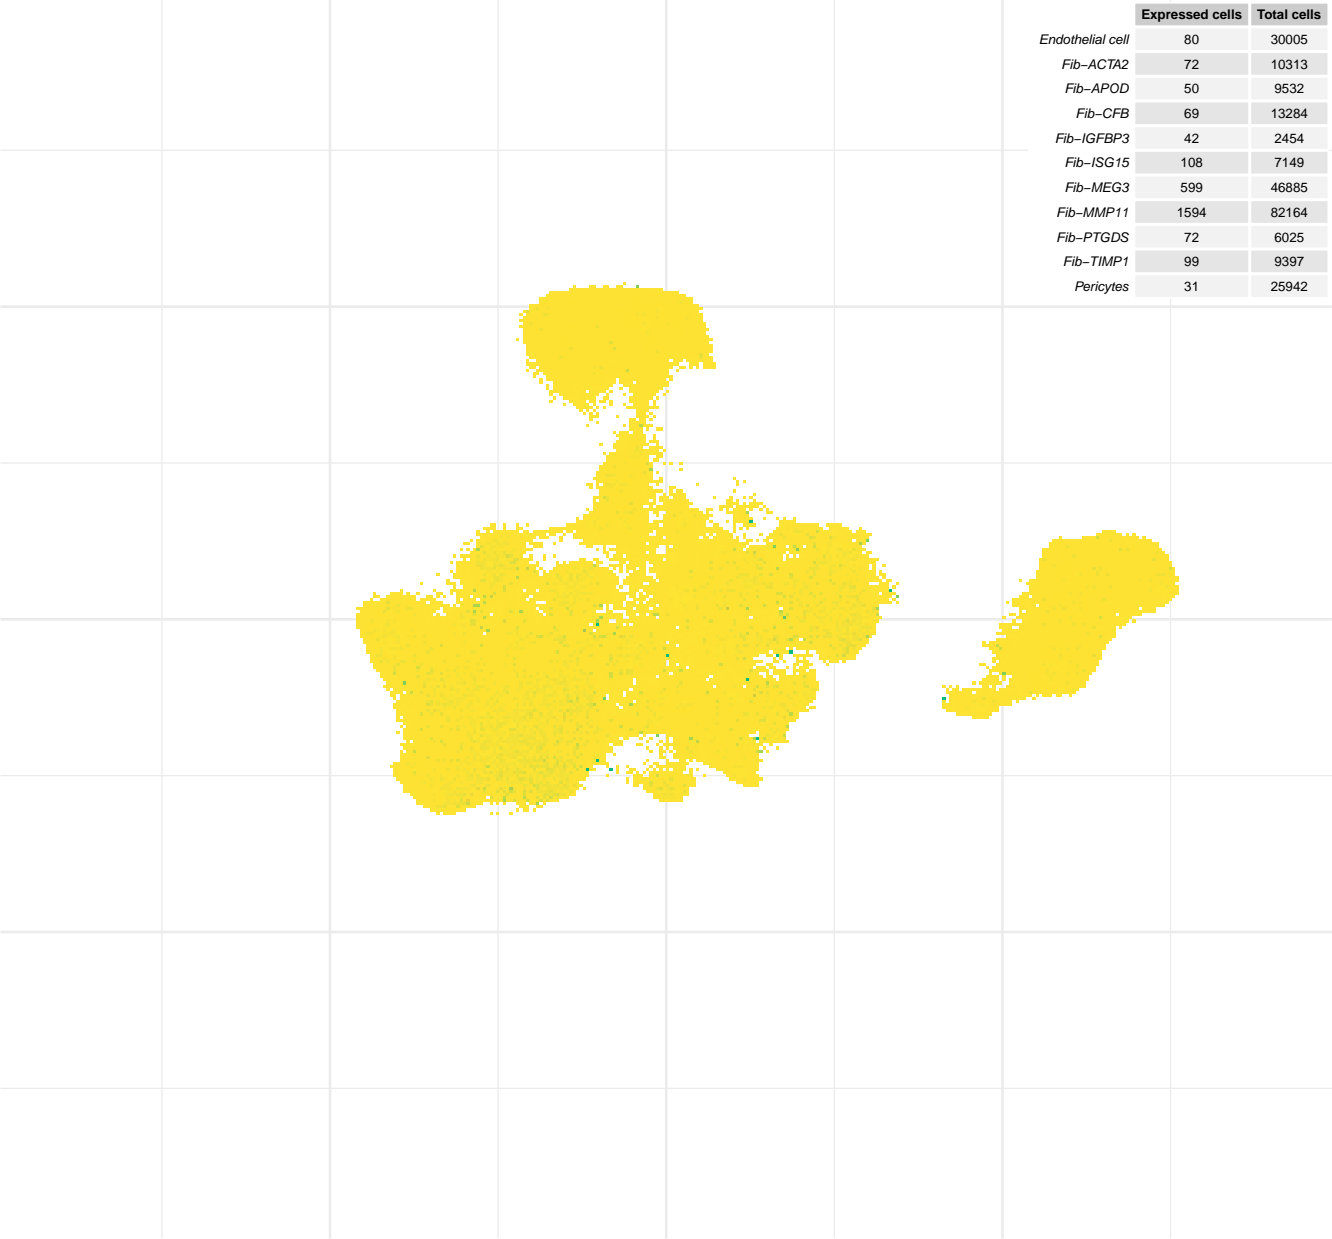 Expressed cells Total cells
Endothelial cell 80 30005
Fib−ACTA2 72 10313
Fib−APOD 50 9532
Fib−CFB 69 13284
Fib−IGFBP3 42 2454
Fib−ISG15 108 7149
Fib−MEG3 599 46885
Fib−MMP11 1594 82164
Fib−PTGDS 72 6025
Fib−TIMP1 99 9397
Pericytes 31 25942